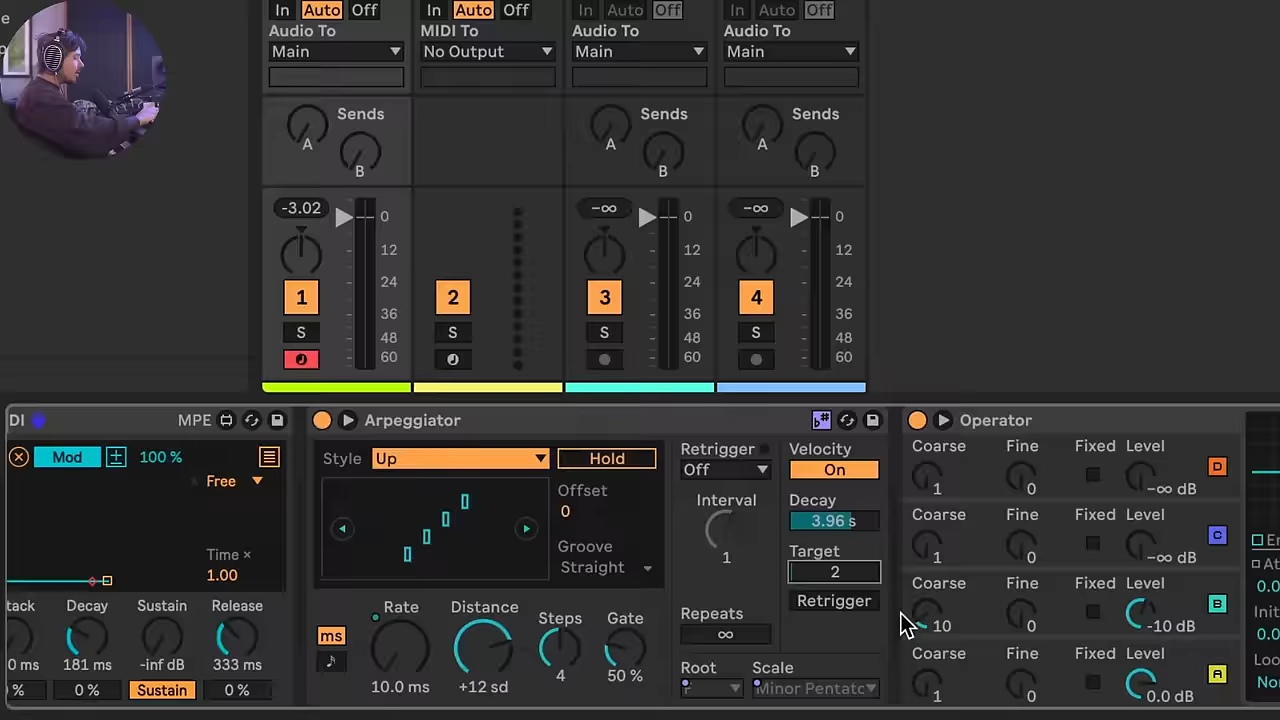 In Auto Off In Auto Off In Auto Off In Auto Off
Audio To MIDI To Audio To Audio To
Main No Output Main Main
Sends Sends Sends
A A A
B B B
-3.02 -∞ -∞
0 0 0
12 12 12
24 24 24
1 2 3 4
36 36 36
S S S S
48 48 48
60 60 60
DI MPE Arpeggiator Operator
Mod 100 %
Free
Time ×
1.00
Decay Sustain Release
0 ms 181 ms -inf dB 333 ms
% 0 % Sustain 0 %
Style Up Hold
Offset
0
Groove
Straight
Rate Distance Steps Gate
ms
10.0 ms +12 sd 4 50 %
Retrigger
Off
Interval
1
Repeats
∞
Root Scale
F Minor Pentatc
Velocity
On
Decay
3.96 s
Target
2
Retrigger
Coarse Fine Fixed Level
1 0 -∞ dB D
Coarse Fine Fixed Level
1 0 -∞ dB C
Coarse Fine Fixed Level
10 0 -10 dB B
Coarse Fine Fixed Level
1 0 0.0 dB A